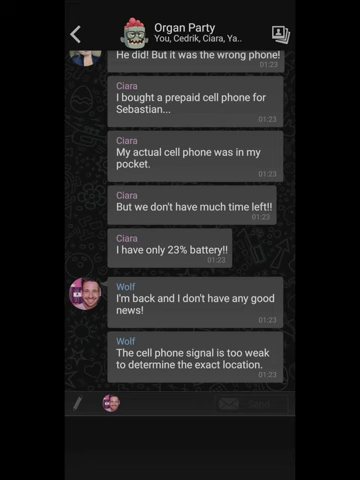 Organ Party
You, Cedrik, Ciara, Ya..
He did! But it was the wrong phone!
01:23
Ciara
I bought a prepaid cell phone for
Sebastian...
01:23
Ciara
My actual cell phone was in my
pocket.
01:23
Ciara
But we don't have much time left!!
01:23
Ciara
I have only 23% battery!!
01:23
Wolf
I'm back and I don't have any good
news!
01:23
Wolf
The cell phone signal is too weak
to determine the exact location.
01:23
Send